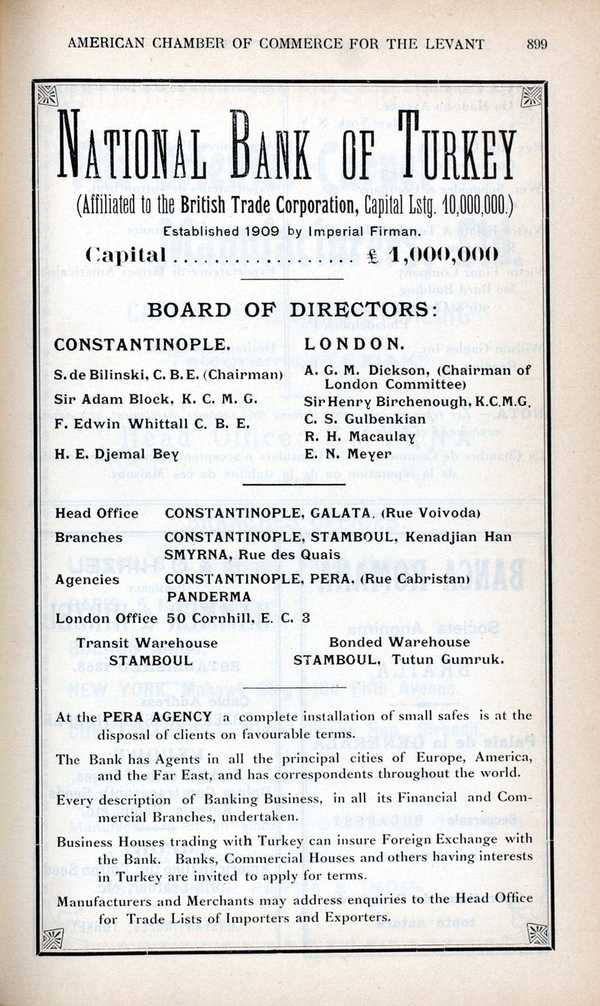 AMERICAN CHAMBER OF COMMERCE FOR THE LEVANT 899
NATIONAL BANK OF TURKEY
(Affiliated to the British Trade Corporation, Capital Lstg. 10,000,000.)
Established 1909 by Imperial Firman.
Capital .................. £ 1,000,000
BOARD OF DIRECTORS:
CONSTANTINOPLE.
S. de Bilinski, C. B. E. (Chairman)
Sir Adam Block, K. C. M. G.
F. Edwin Whittall C. B. E.
H. E. Djemal Bey
LONDON.
A. G. M. Dickson, (Chairman of
London Committee)
Sir Henry Birchenough, K.C.M.G.
C. S. Gulbenkian
R. H. Macaulay
E. N. Meyer
Head Office CONSTANTINOPLE, GALATA. (Rue Voivoda)
Branches CONSTANTINOPLE, STAMBOUL, Kenadjian Han
SMYRNA, Rue des Quais
Agencies CONSTANTINOPLE, PERA, (Rue Cabristan)
PANDERMA
London Office 50 Cornhill, E. C. 3
Transit Warehouse
STAMBOUL
Bonded Warehouse
STAMBOUL, Tutun Gumruk.
At the PERA AGENCY a complete installation of small safes is at the
disposal of clients on favourable terms.
The Bank has Agents in all the principal cities of Europe, America,
and the Far East, and has correspondents throughout the world.
Every description of Banking Business, in all its Financial and Com-
mercial Branches, undertaken.
Business Houses trading with Turkey can insure Foreign Exchange with
the Bank. Banks, Commercial Houses and others having interests
in Turkey are invited to apply for terms.
Manufacturers and Merchants may address enquiries to the Head Office
for Trade Lists of Importers and Exporters.